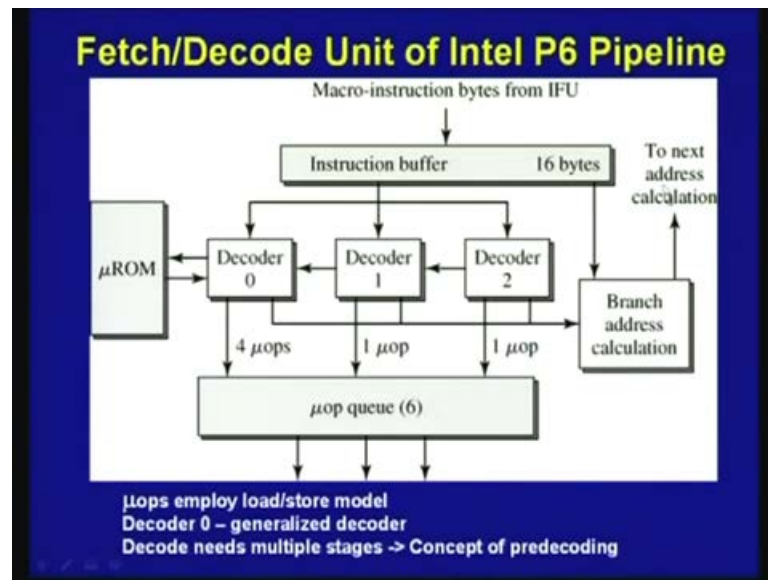 Fetch/Decode Unit of Intel P6 Pipeline
Macro-instruction bytes from IFU
Instruction buffer 16 bytes
To next
address
calculation
μROM
Decoder
0
Decoder
1
Decoder
2
Branch
address
calculation
4 μops
1 μop
1 μop
μop queue (6)
μops employ load/store model
Decoder 0 – generalized decoder
Decode needs multiple stages -> Concept of predecoding